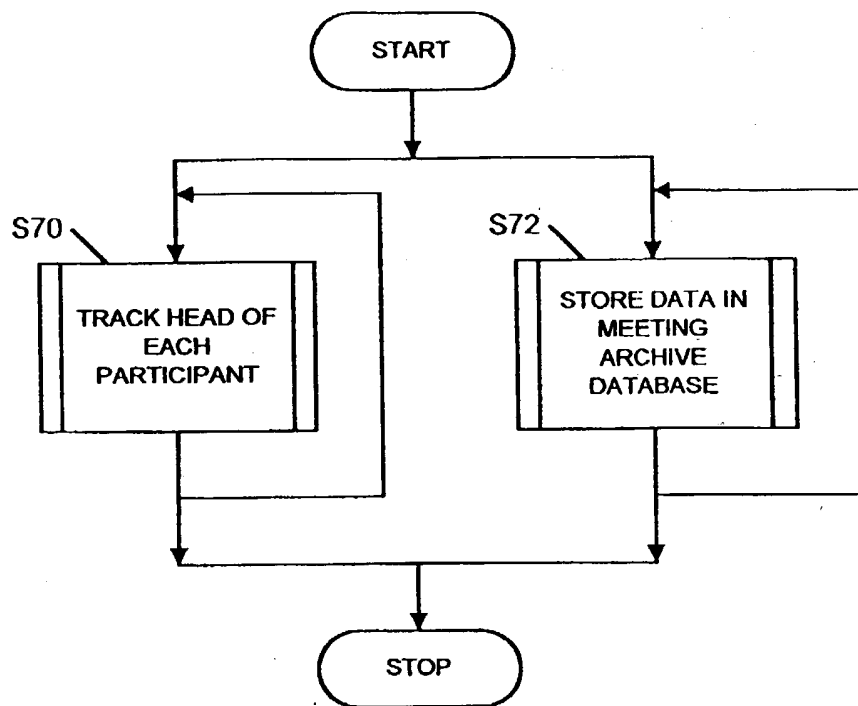 START
S70
TRACK HEAD OF
EACH
PARTICIPANT
S72
STORE DATA IN
MEETING
ARCHIVE
DATABASE
STOP